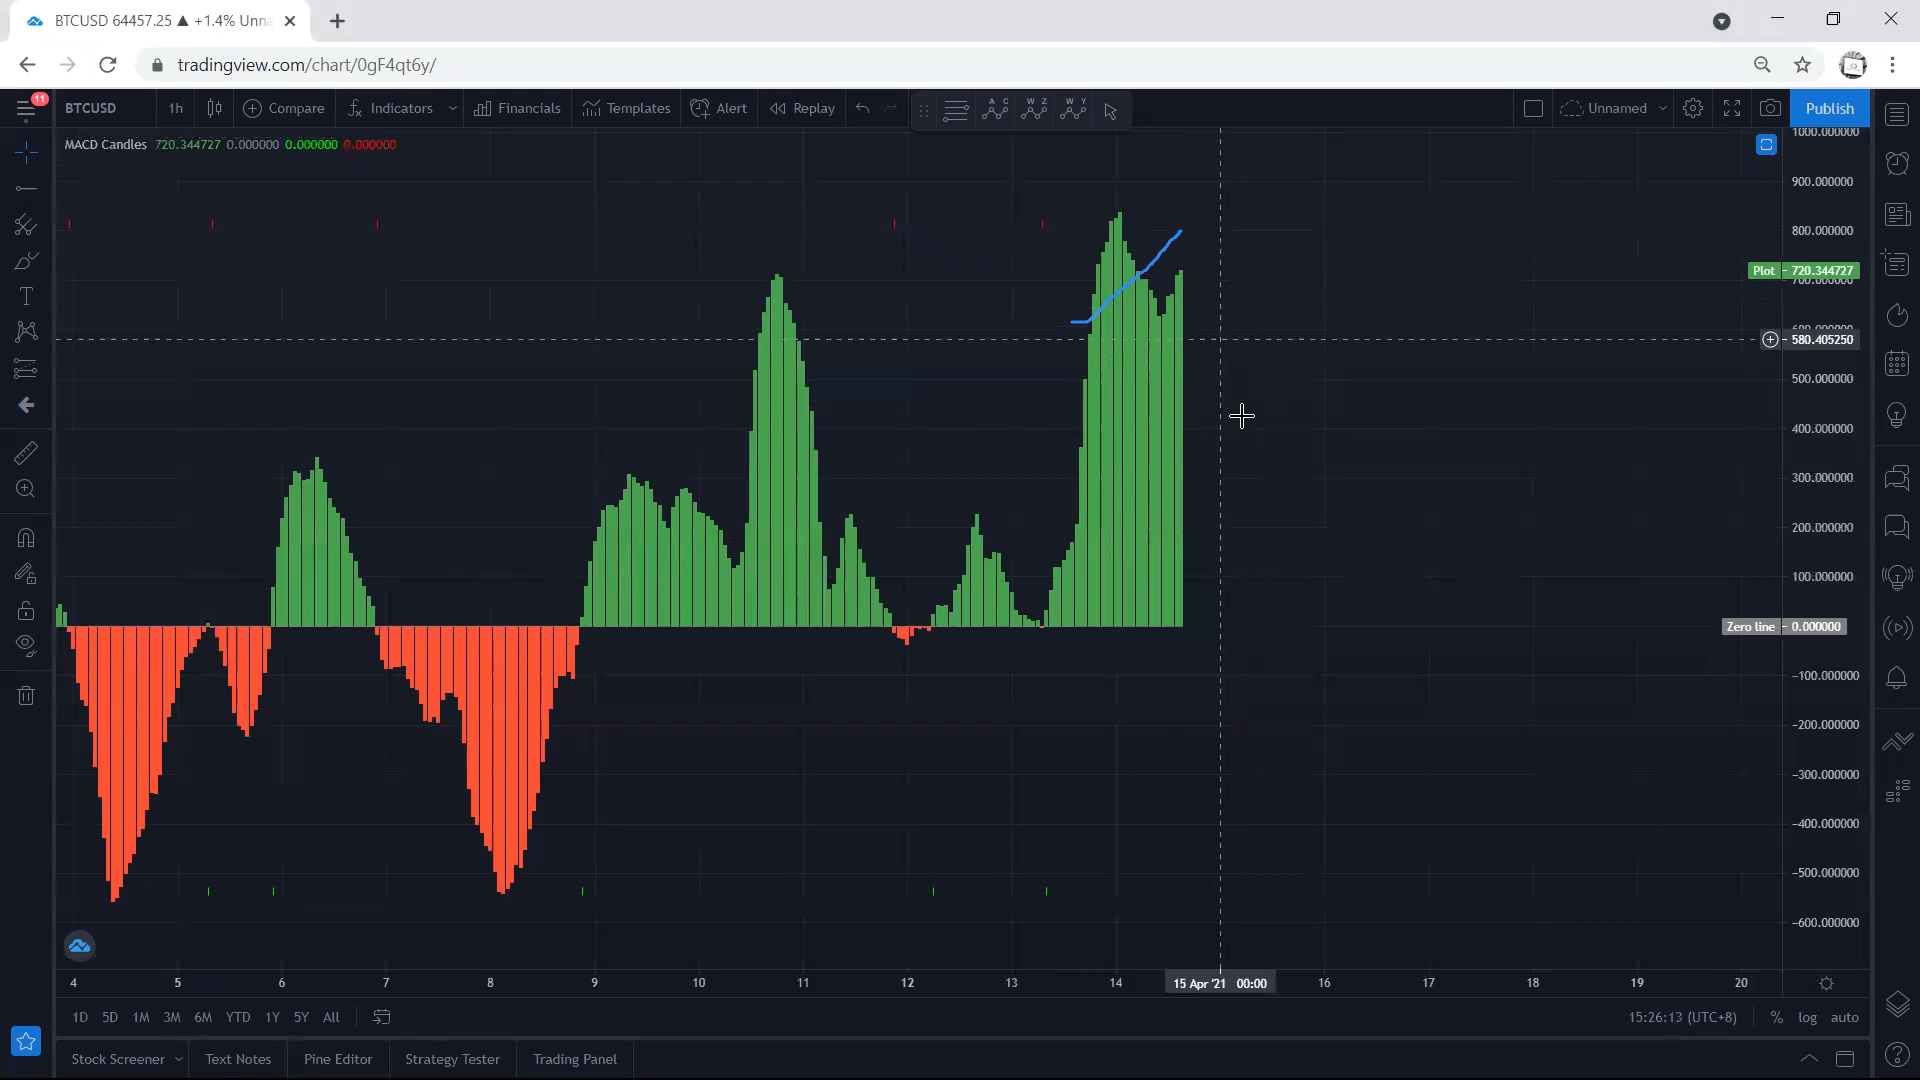 BTCUSD 64457.25 ▲ +1.4% Unna
tradingview.com/chart/0gF4qt6y/
11
BTCUSD 1h Compare Indicators Financials Templates Alert Replay A C W Z W Y Unnamed Publish
MACD Candles 720.344727 0.000000 0.000000 0.000000
1000.000000
900.000000
800.000000
Plot 720.344727
700.000000
600.000000
580.405250
500.000000
400.000000
300.000000
200.000000
100.000000
Zero line 0.000000
-100.000000
-200.000000
-300.000000
-400.000000
-500.000000
-600.000000
4 5 6 7 8 9 10 11 12 13 14 15 Apr '21 00:00 16 17 18 19 20
1D 5D 1M 3M 6M YTD 1Y 5Y All 15:26:13 (UTC+8) % log auto
Stock Screener Text Notes Pine Editor Strategy Tester Trading Panel